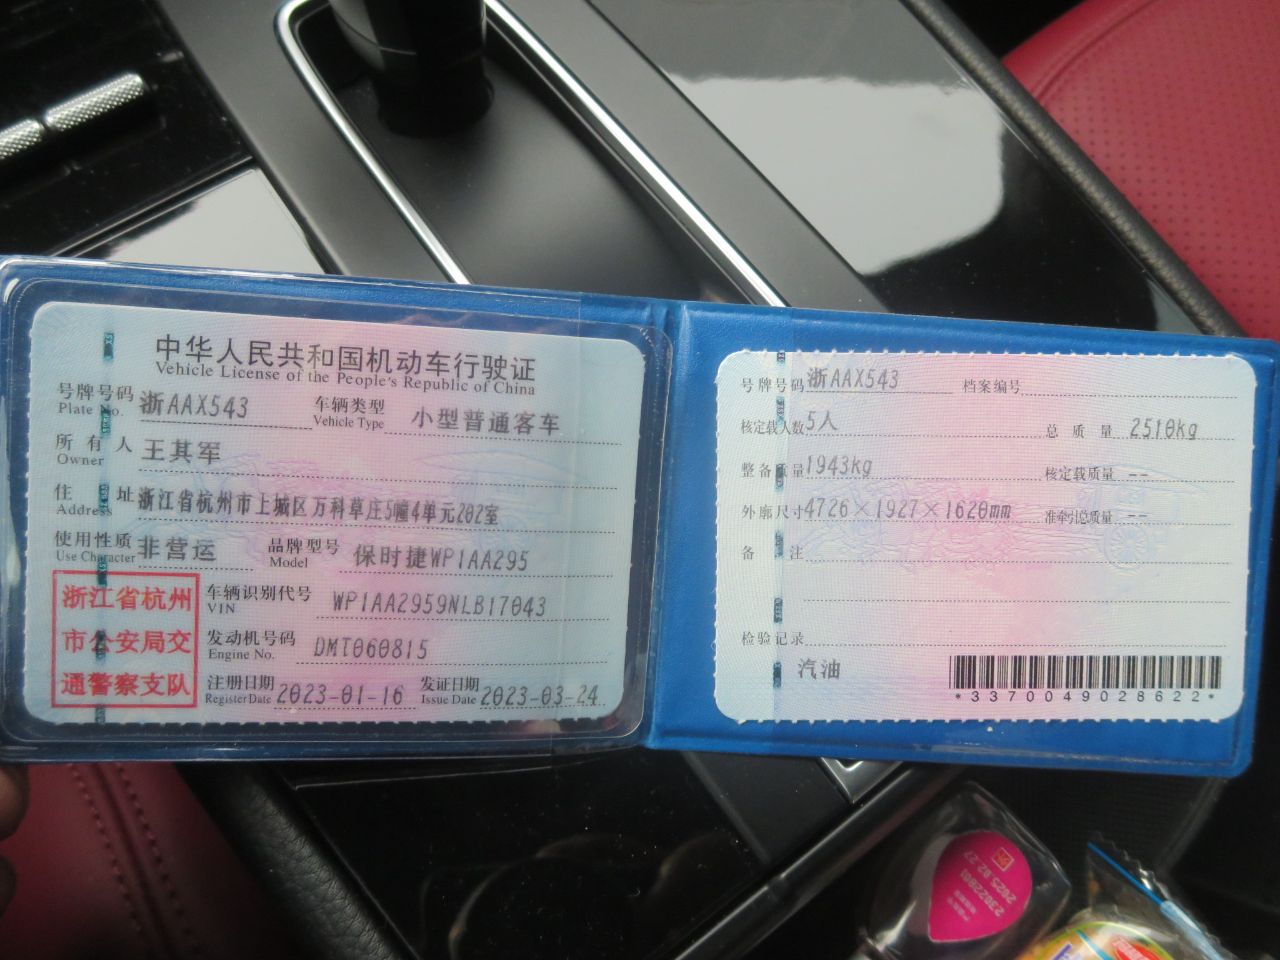 中华人民共和国机动车行驶证
Vehicle License of the People's Republic of China
号牌号码 浙AAX543 车辆类型 小型普通客车
Plate No. Vehicle Type
所有人 王其军
Owner
住址 浙江省杭州市上城区万科草庄5幢4单元202室
Address
使用性质 非营运 品牌型号 保时捷WP1AA295
Use Character Model
浙江省杭州
市公安局交
通警察支队
车辆识别代号 WP1AA2959NLB17043
VIN
发动机号码 DMT060815
Engine No.
注册日期 2023-01-16 发证日期 2023-03-24
Register Date Issue Date
号牌号码 浙AAX543 档案编号
核定载人数 5人 总质量 2510kg
整备质量 1943kg 核定载质量 --
外廓尺寸 4726×1927×1620mm 准牵引总质量 --
备注
检验记录
汽油
*3370049028622*
2025.02.27
23022801